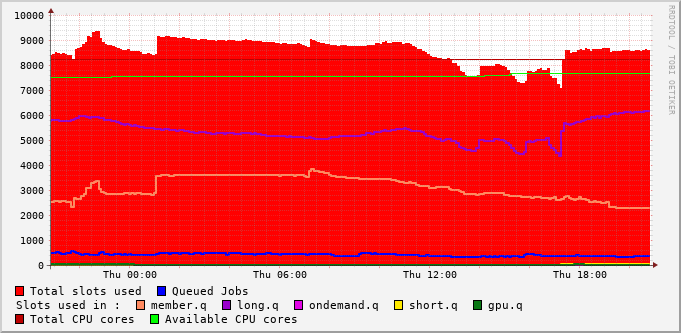 RRDTOOL / TOBI OETIKER
10000
9000
8000
7000
6000
5000
4000
3000
2000
1000
0
Thu 00:00 Thu 06:00 Thu 12:00 Thu 18:00
Total slots used Queued Jobs
Slots used in : member.q long.q ondemand.q short.q gpu.q
Total CPU cores Available CPU cores